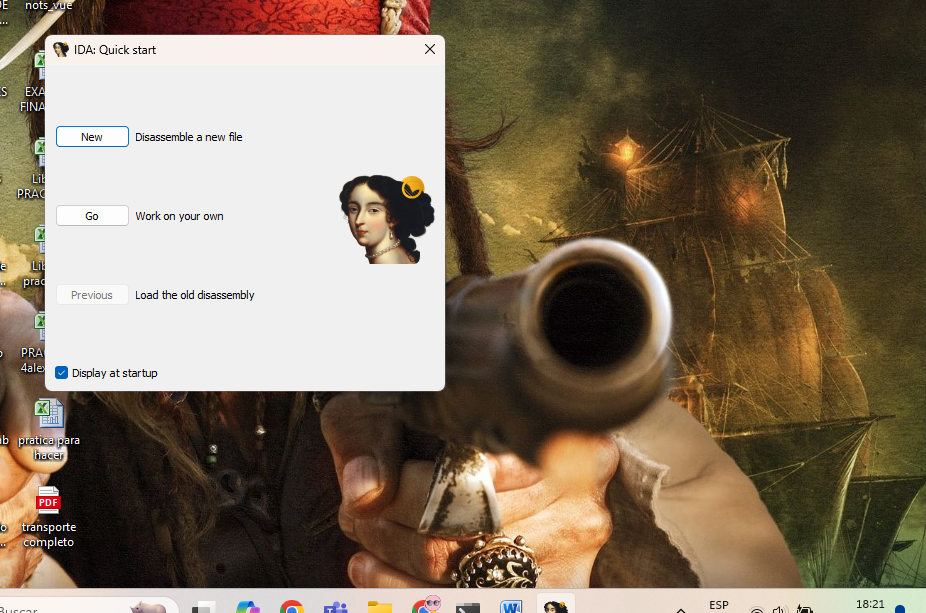 nots_vue
IDA: Quick start
New Disassemble a new file
Go Work on your own
Previous Load the old disassembly
Display at startup
EXA
FINA
Lib
PRAC
Lib
prac
PRA
4alex
pratica para
hacer
PDF
transporte
completo
Buscar
ESP
18:21